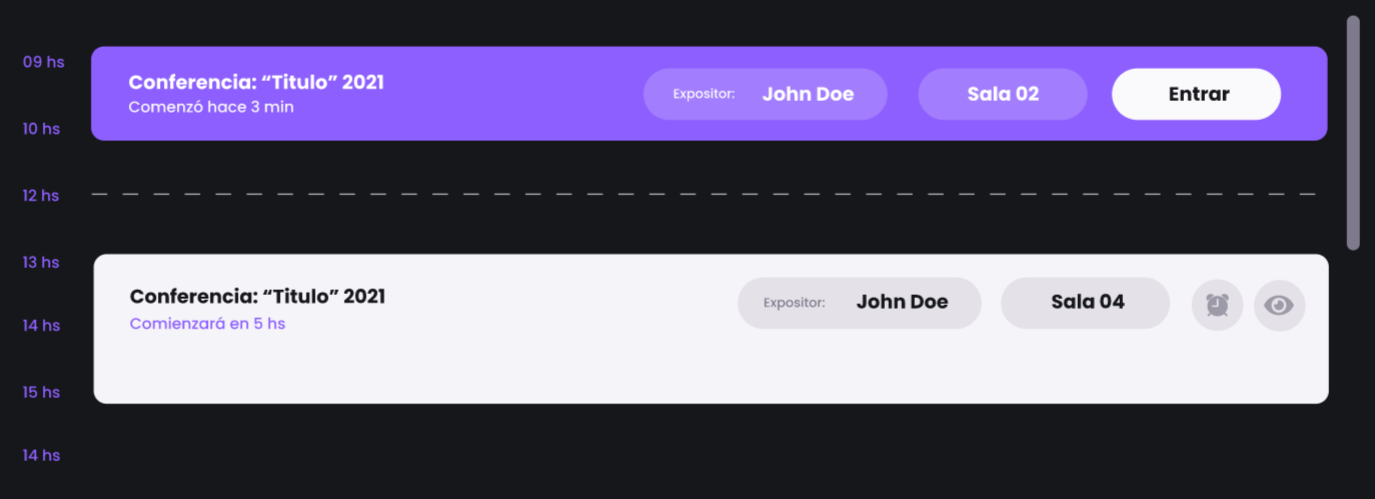 09 hs
Conferencia: “Titulo” 2021
Comenzó hace 3 min
Expositor: John Doe
Sala 02
Entrar
10 hs
12 hs
13 hs
Conferencia: “Titulo” 2021
Comienzará en 5 hs
Expositor: John Doe
Sala 04
14 hs
15 hs
14 hs